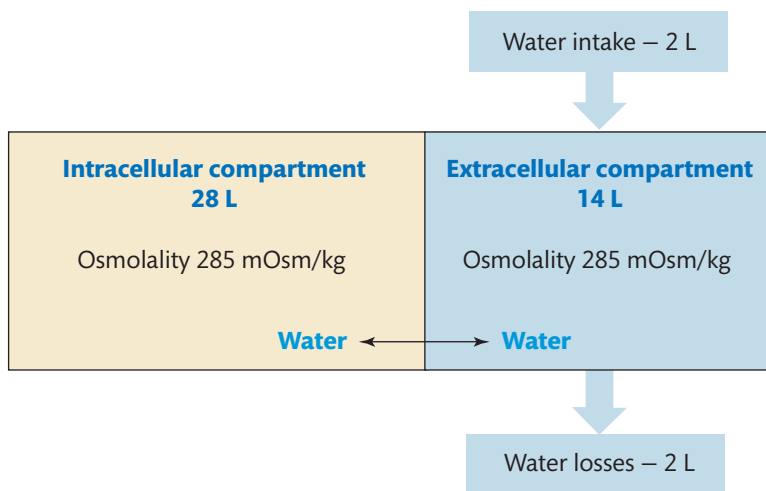 Water intake – 2 L
Intracellular compartment
28 L
Osmolality 285 mOsm/kg
Water
Extracellular compartment
14 L
Osmolality 285 mOsm/kg
Water
Water losses – 2 L